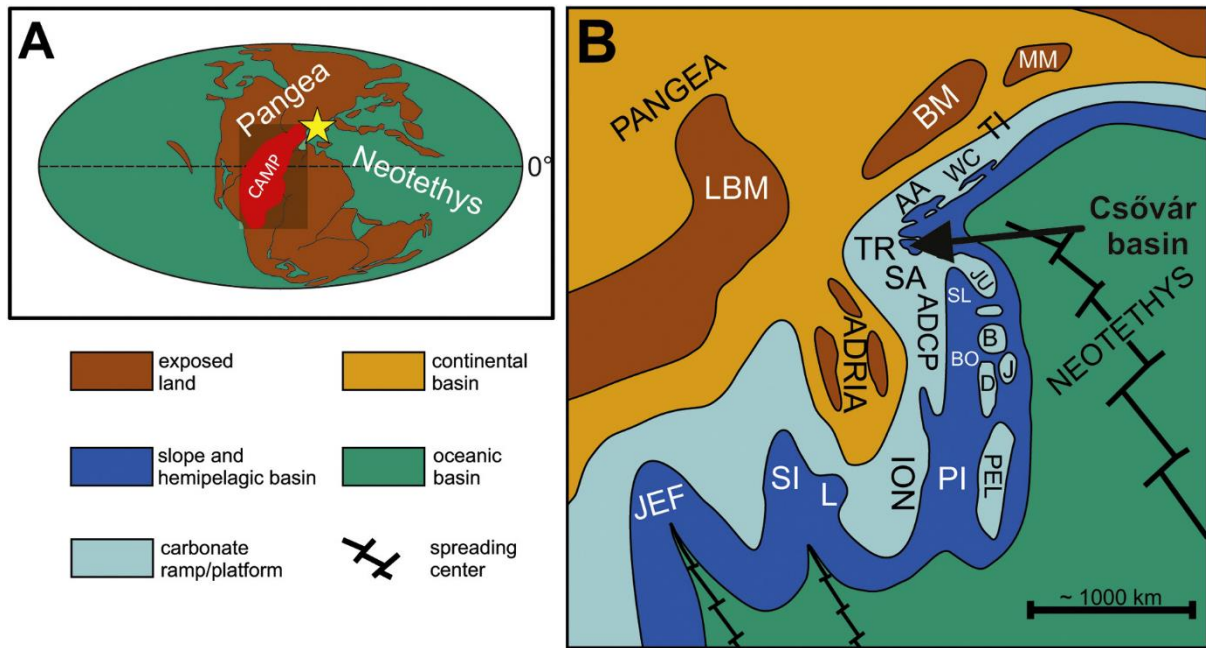 A
Pangea
CAMP
Neotethys
0°
exposed
land
continental
basin
slope and
hemipelagic basin
oceanic
basin
carbonate
ramp/platform
spreading
center
B
PANGEA
LBM
BM
MM
TI
WC
AA
TR
SA
Csővár
basin
JU
SL
ADCP
ADRIA
B
BO
J
D
NEOTETHYS
ION
PI
PEL
SI
L
JEF
~ 1000 km